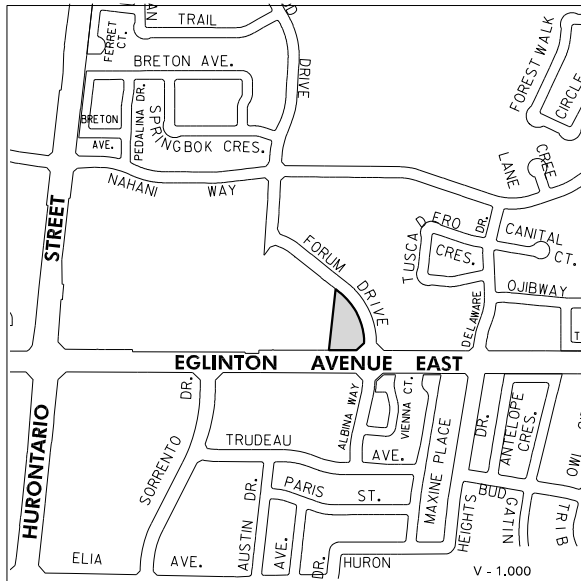 TRAIL
FERRET
CT.
AN
D
DRIVE
BRETON AVE.
BRETON
AVE.
PEDALINA DR.
SPRINGBOK CRES.
NAHANI WAY
FOREST WALK
CIRCLE
CREE
LANE
STREET
FORUM DRIVE
TUSCADERO
CRES.
DR.
DELAWARE
CANITAL
CT.
OJIBWAY
T
EGLINTON AVENUE EAST
HURONTARIO
SORRENTO
DR.
TRUDEAU
AVE.
ALBINA WAY
VIENNA CT.
MAXINE PLACE
DR.
ANTELOPE
CRES.
PARIS ST.
AUSTIN DR.
AVE.
DR.
HURON
HEIGHTS
BUD
GATIN
TRIB
ELIA AVE.
V - 1,000